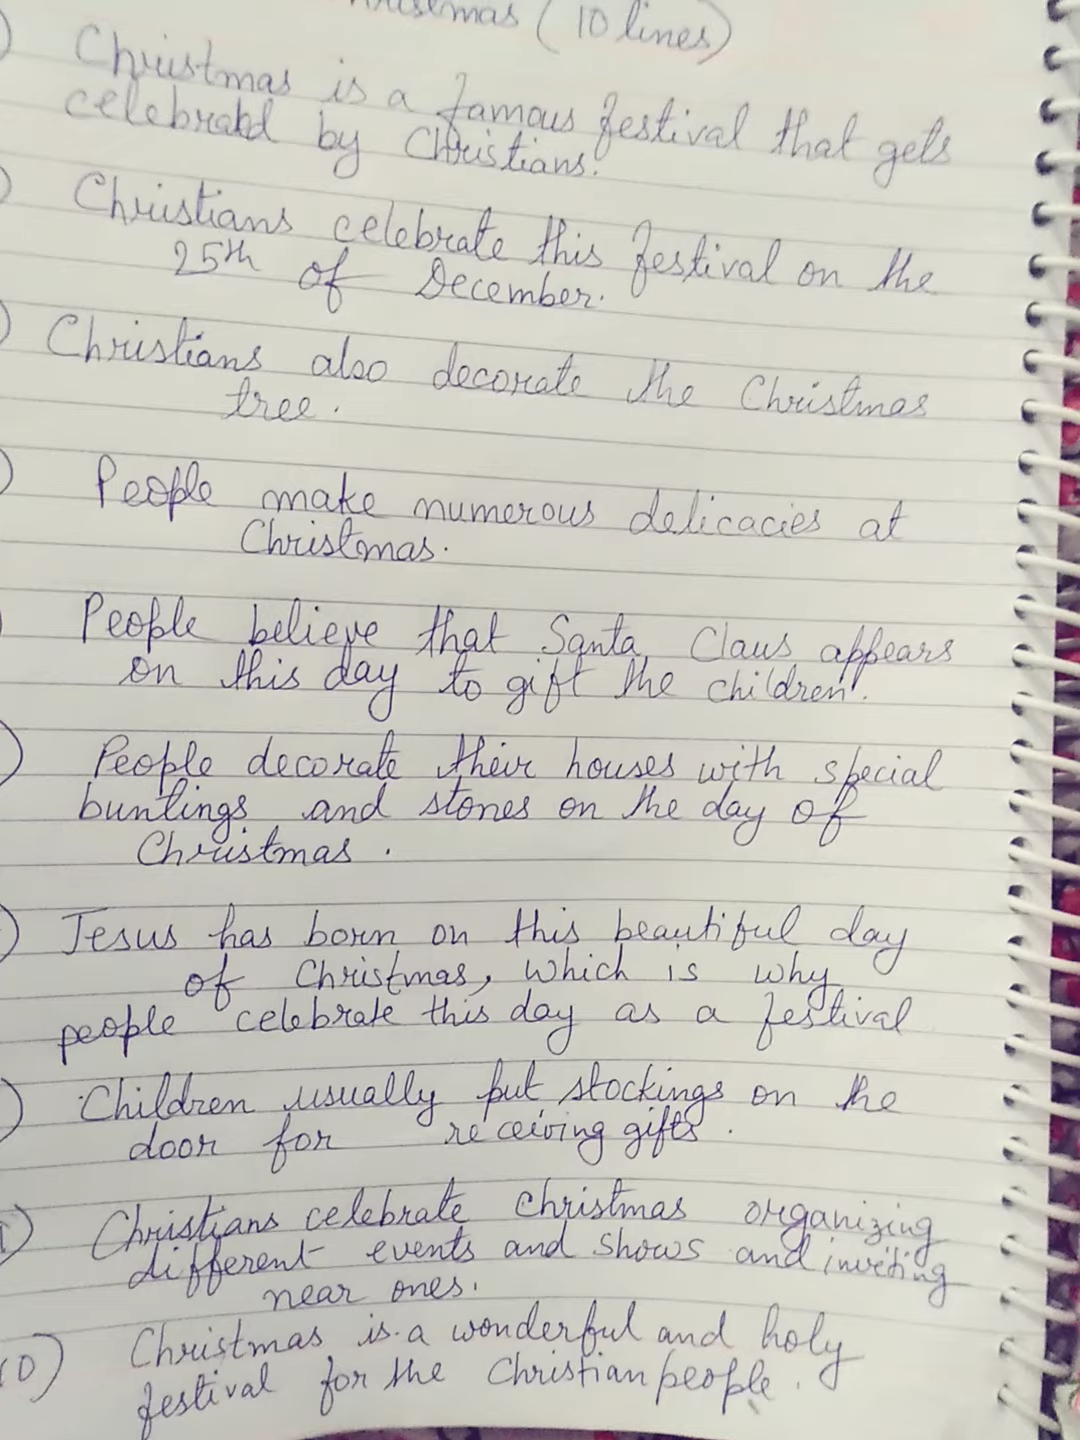 Christmas (10 lines)
Christmas is a famous festival that gets
celebratd by Christians.
Christians celebrate this festival on the
25th of December.
Christians also decorate the Christmas
tree.
People make numerous delicacies at
Christmas.
People believe that Santa Claus appears
on this day to gift the children.
People decorate their houses with special
buntings and stones on the day of
Christmas.
Jesus has born on this beautiful day
of Christmas, which is why
people celebrate this day as a festival
Children usually put stockings on the
door for receiving gifts.
Christians celebrate christmas organizing
different events and shows and inviting
near ones.
10) Christmas is a wonderful and holy
festival for the Christian people.